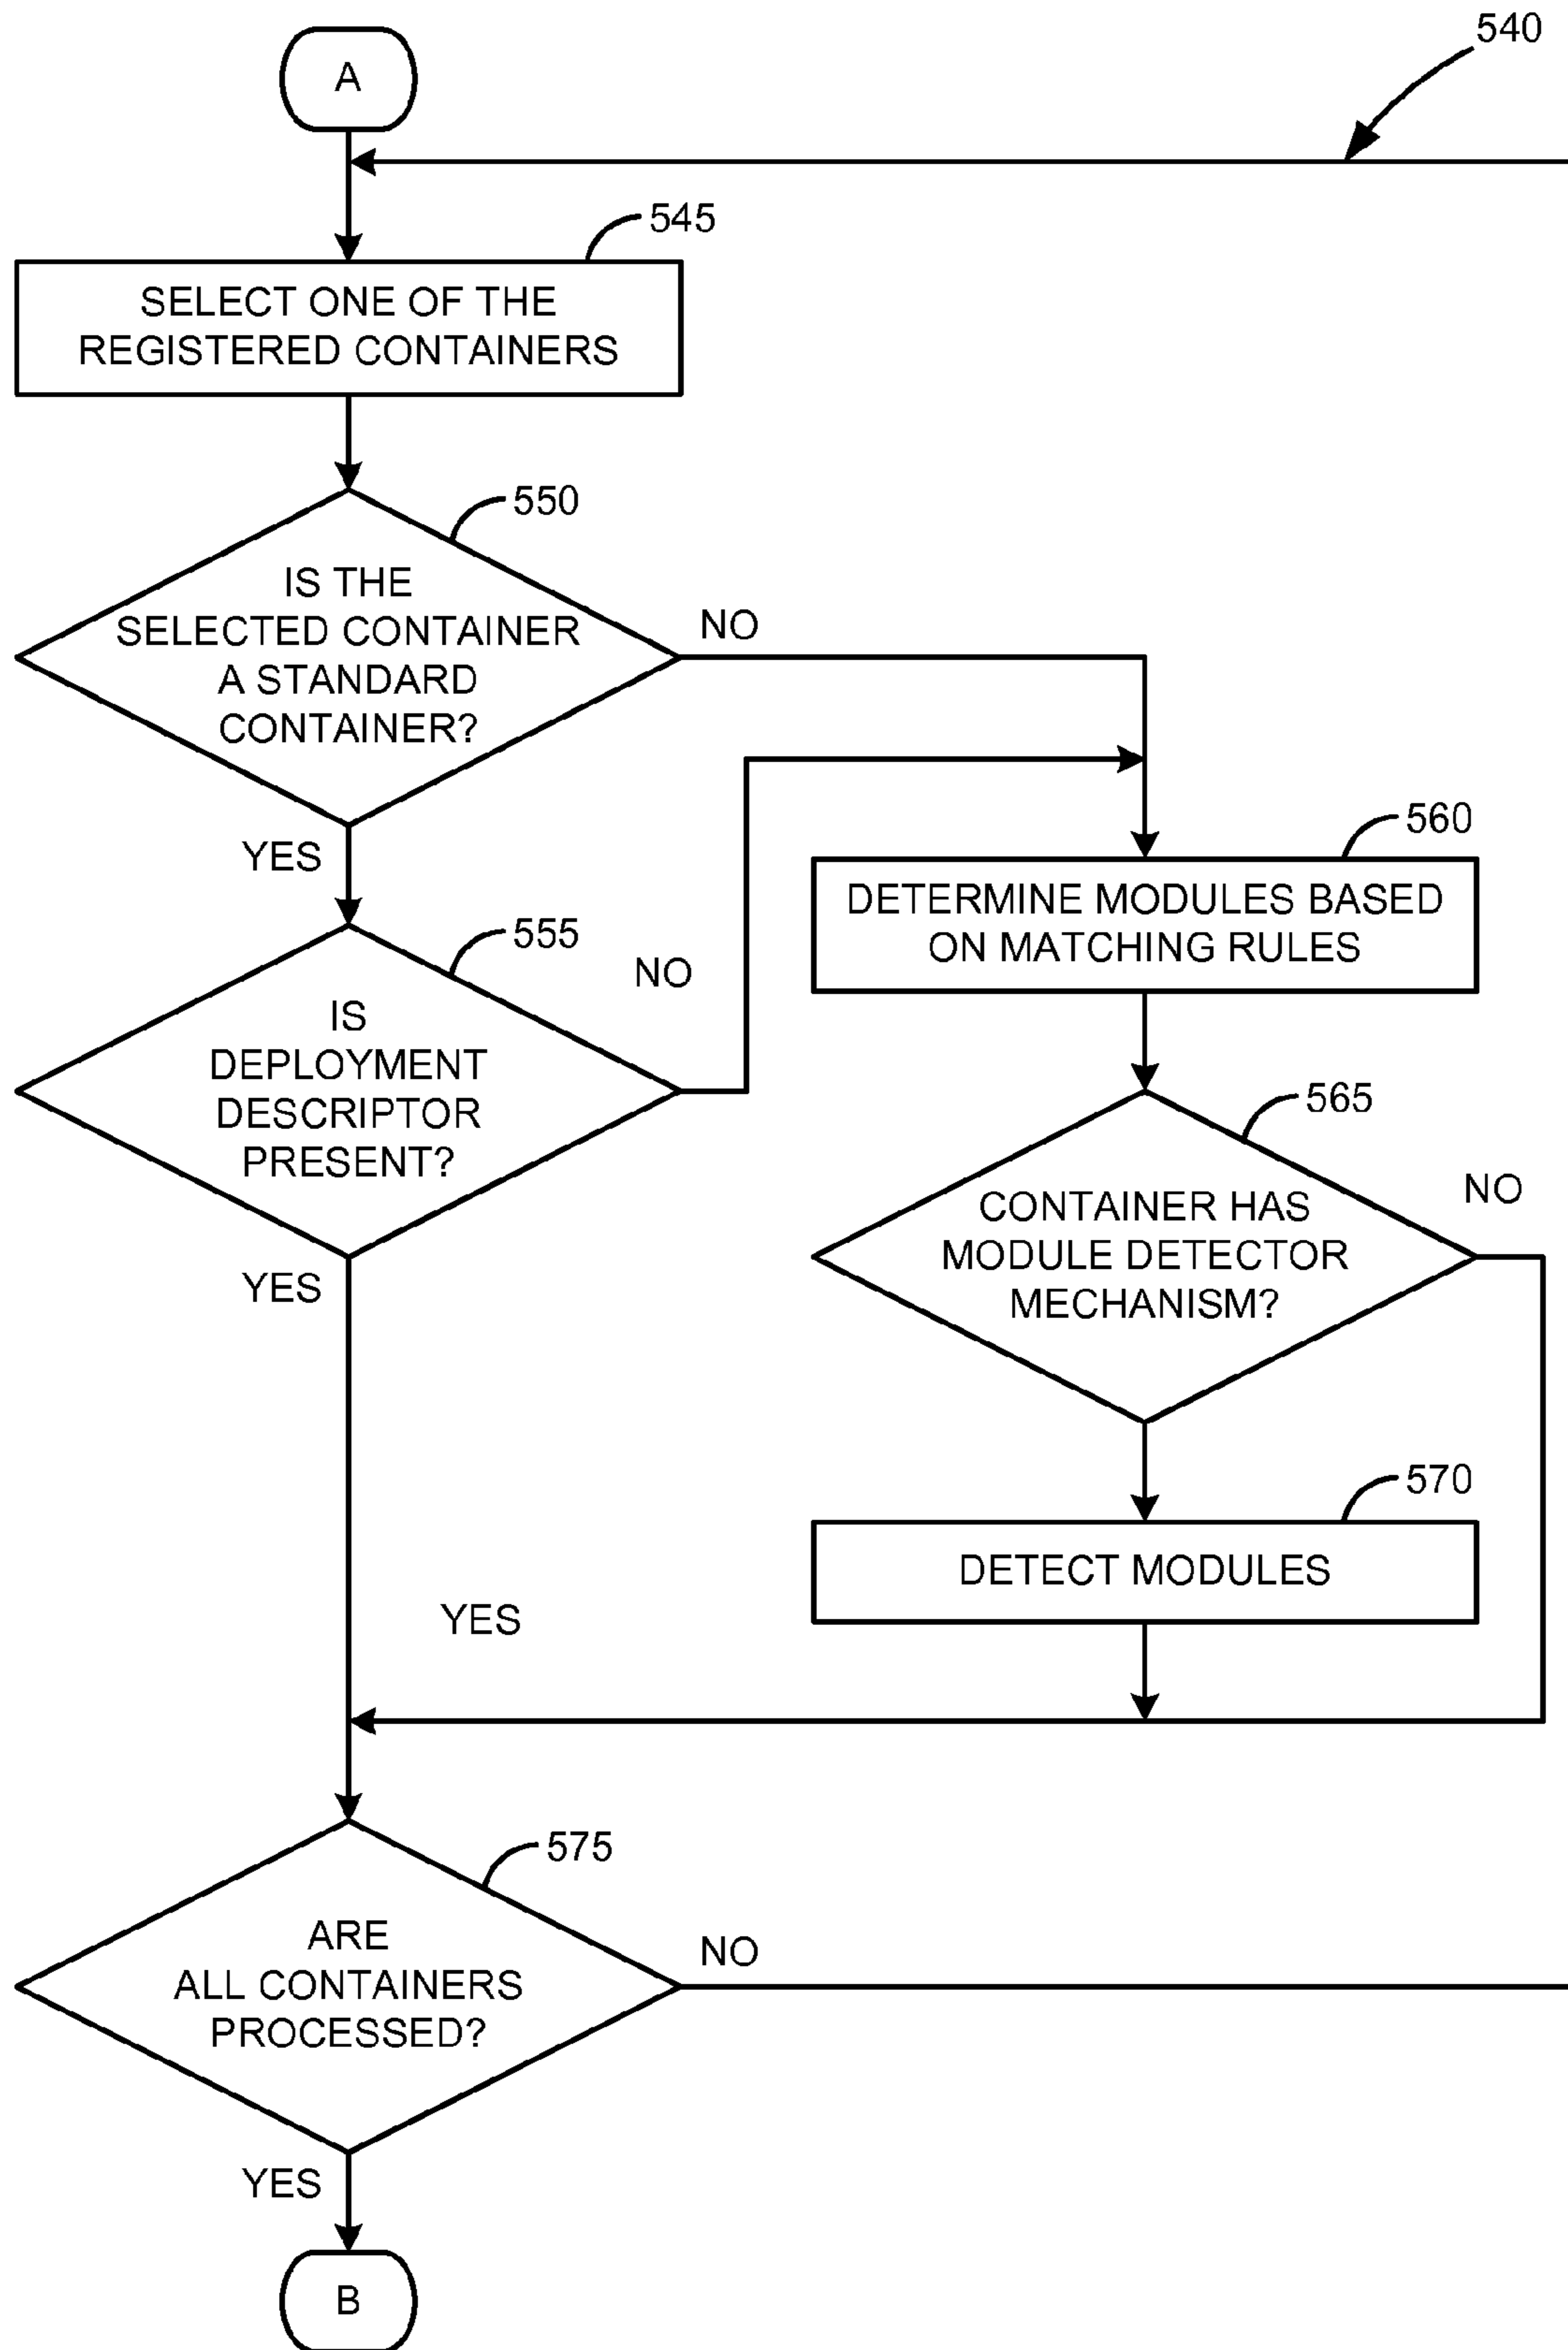 A
540
545
SELECT ONE OF THE
REGISTERED CONTAINERS
550
IS THE
SELECTED CONTAINER
A STANDARD
CONTAINER?
NO
YES
555
NO
IS
DEPLOYMENT
DESCRIPTOR
PRESENT?
YES
560
DETERMINE MODULES BASED
ON MATCHING RULES
565
NO
CONTAINER HAS
MODULE DETECTOR
MECHANISM?
570
DETECT MODULES
YES
575
ARE
ALL CONTAINERS
PROCESSED?
NO
YES
B